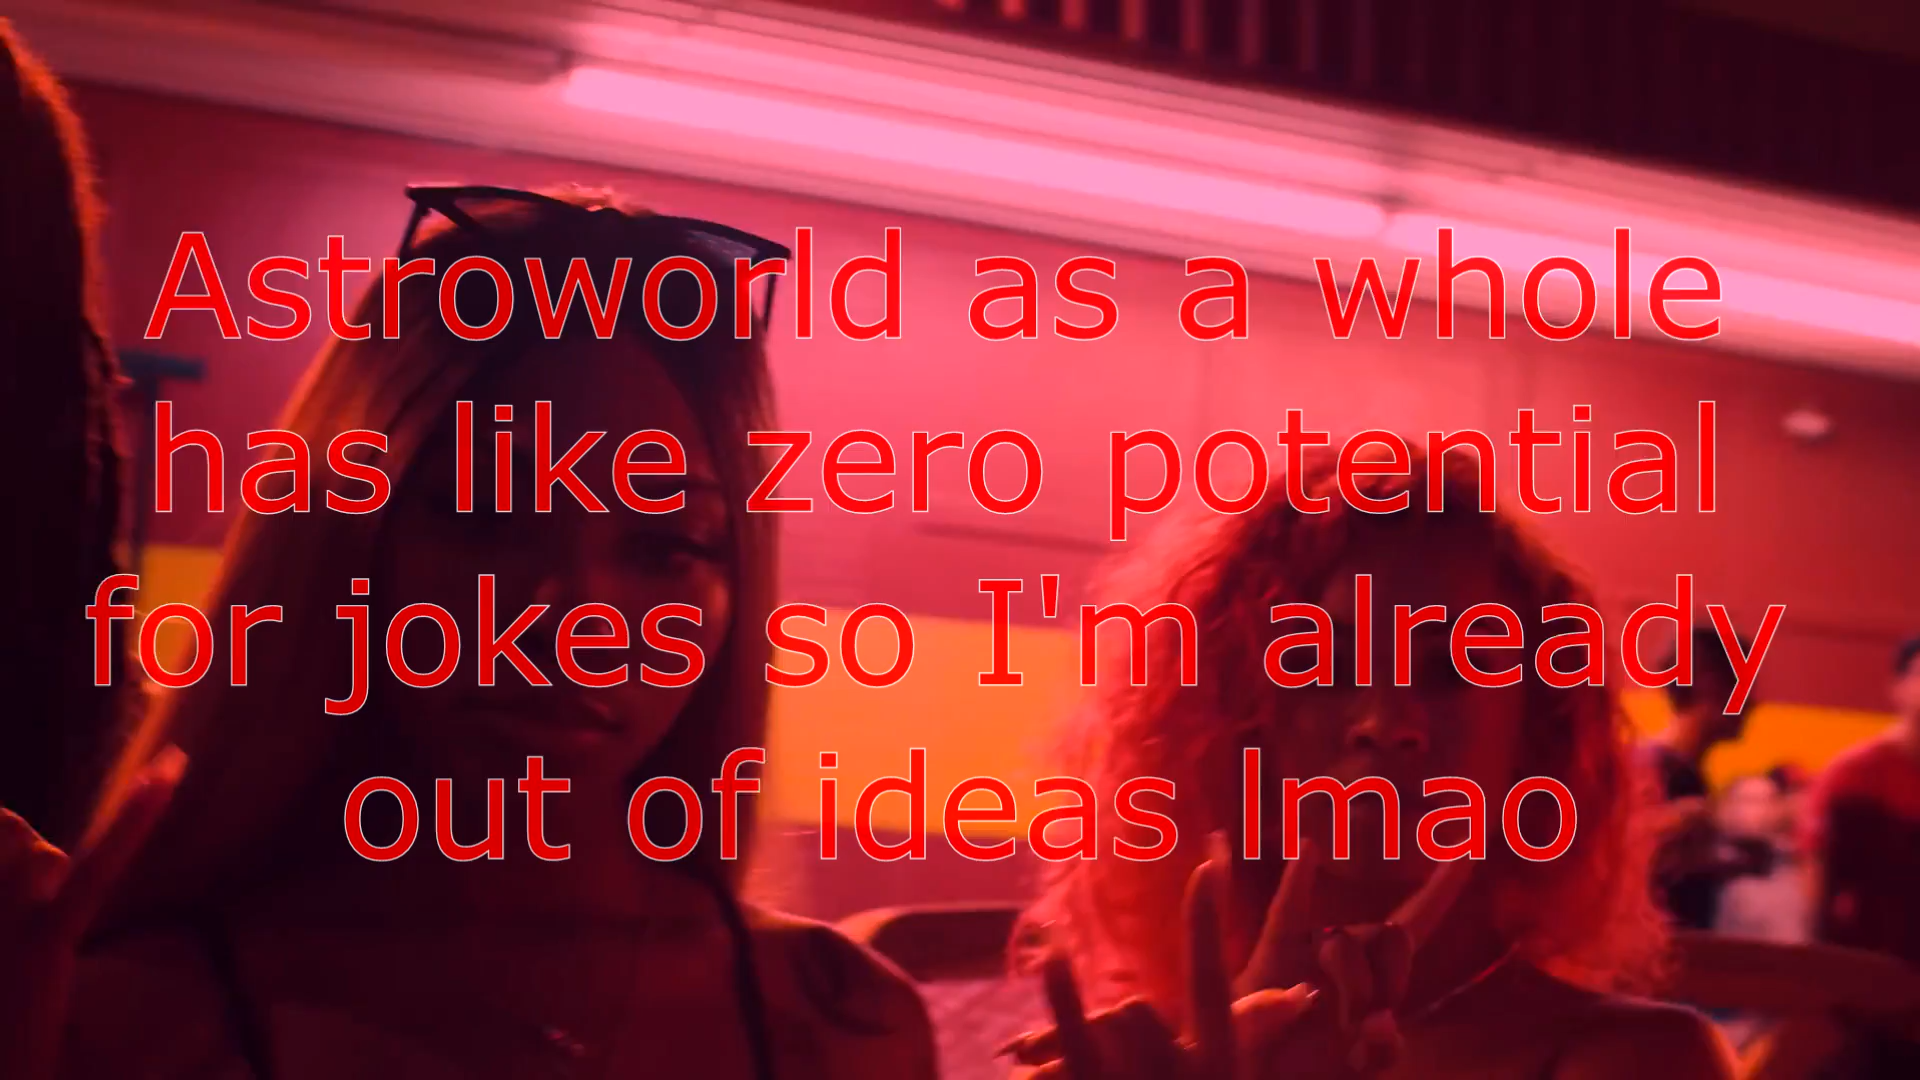 Astroworld as a whole
has like zero potential
for jokes so I'm already
out of ideas lmao